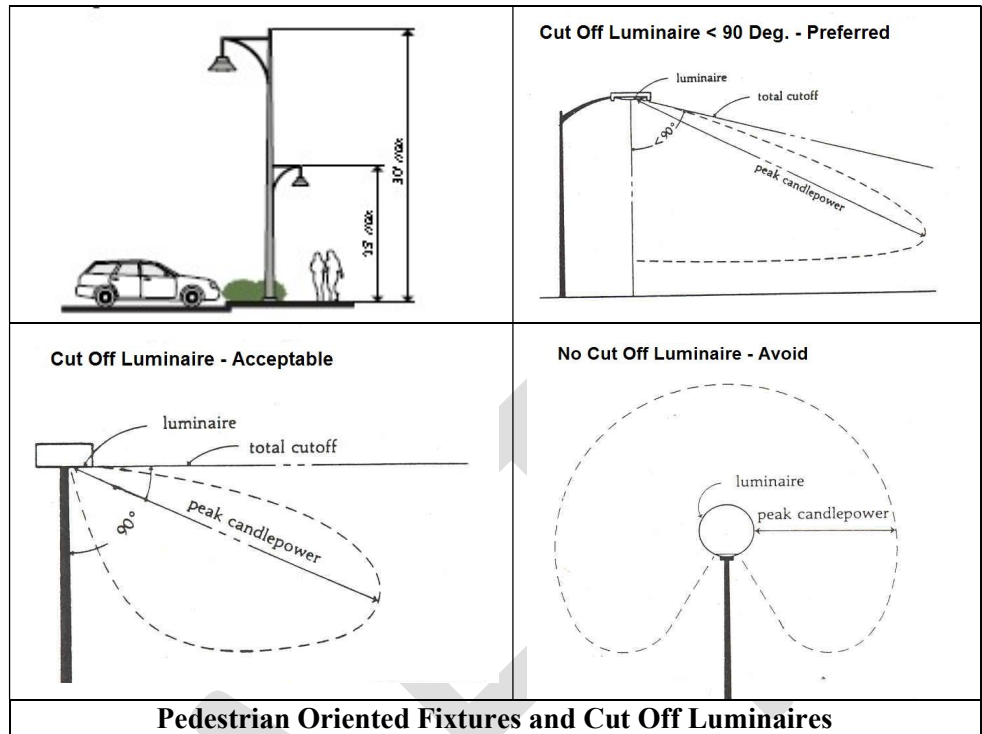 30' max
15' max
Cut Off Luminaire < 90 Deg. - Preferred
luminaire
total cutoff
<90°
peak candlepower
Cut Off Luminaire - Acceptable
luminaire
total cutoff
90°
peak candlepower
No Cut Off Luminaire - Avoid
luminaire
peak candlepower
Pedestrian Oriented Fixtures and Cut Off Luminaires